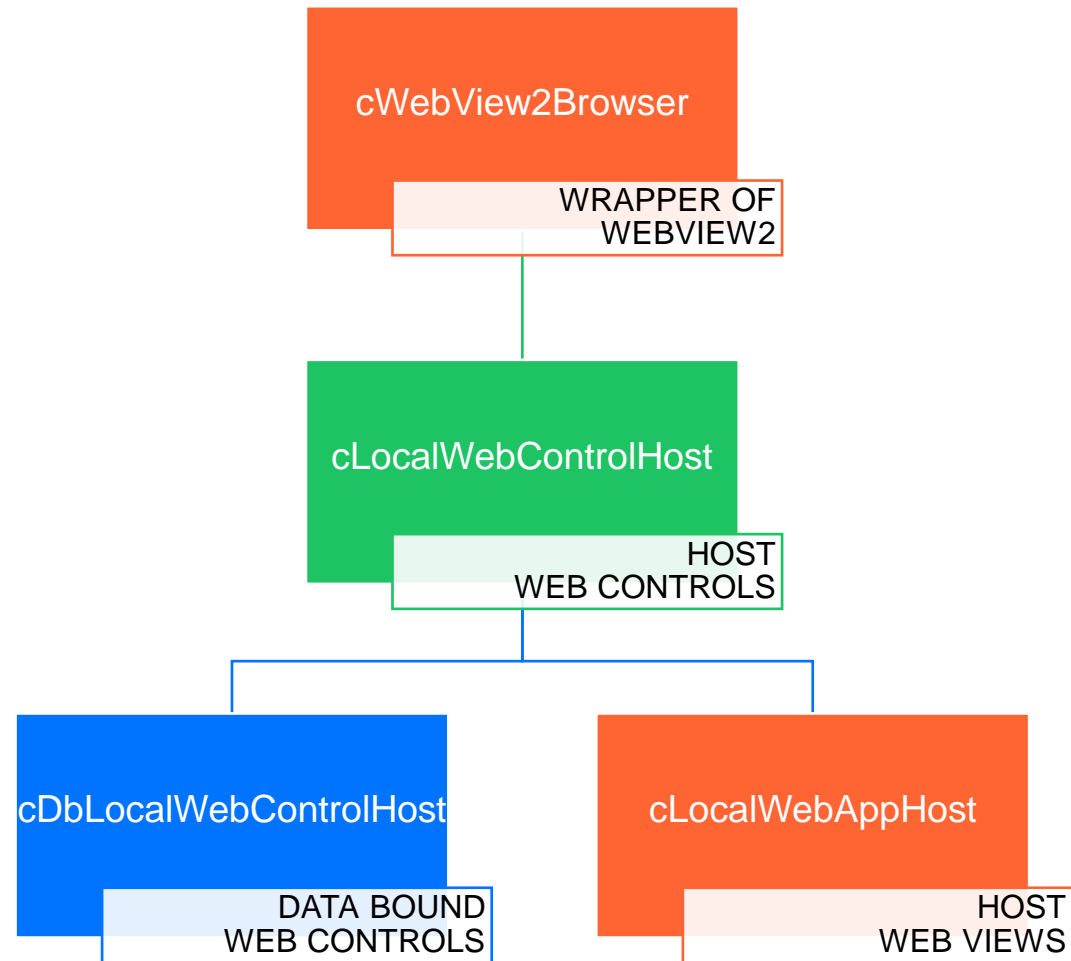 cWebView2Browser
WRAPPER OF
WEBVIEW2
cLocalWebControlHost
HOST
WEB CONTROLS
cDbLocalWebControlHost
DATA BOUND
WEB CONTROLS
cLocalWebAppHost
HOST
WEB VIEWS